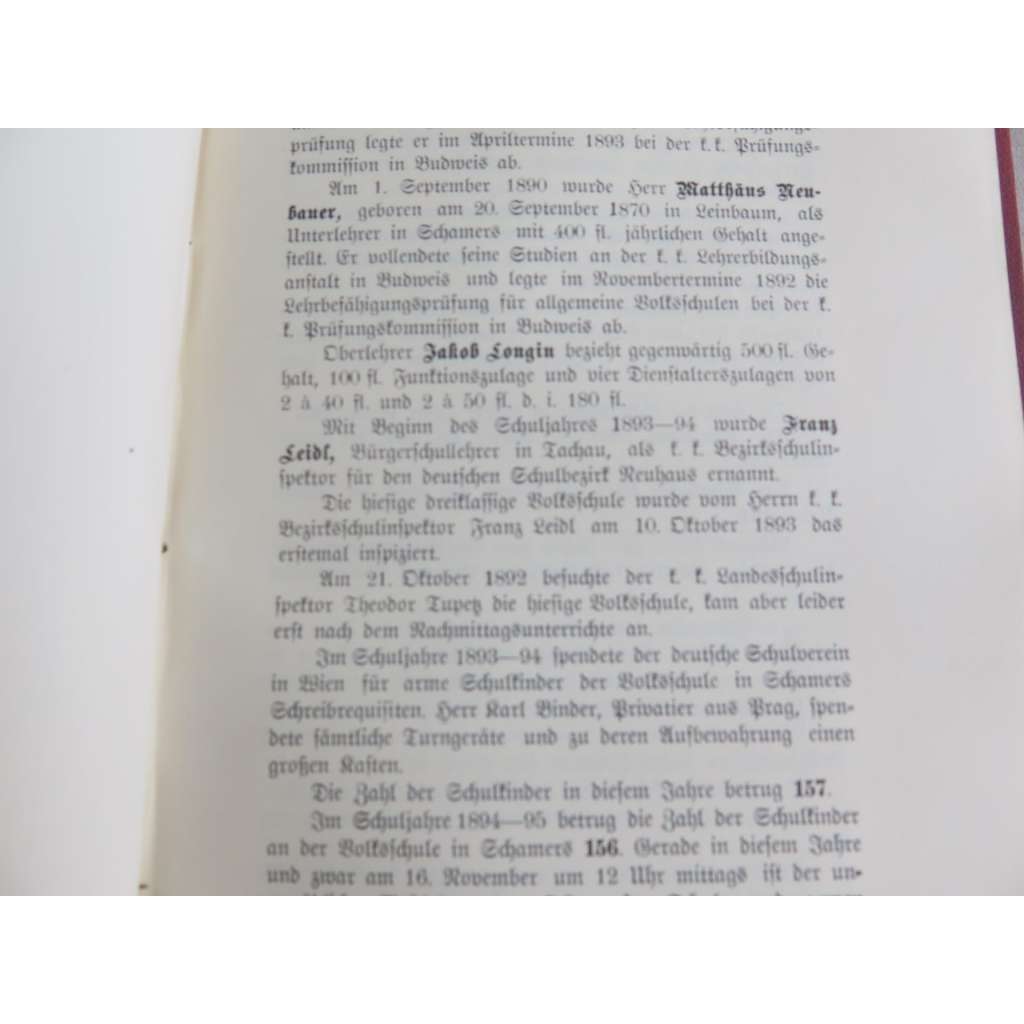 prüfung legte er im Apriltermine 1893 bei der k. k. Prüfungs-
kommission in Budweis ab.
Am 1. September 1890 wurde Herr Matthäus Neu-
bauer, geboren am 20. September 1870 in Leinbaum, als
Unterlehrer in Schamers mit 400 fl. jährlichen Gehalt ange-
stellt. Er vollendete seine Studien an der k. k. Lehrerbildungs-
anstalt in Budweis und legte im Novembertermine 1892 die
Lehrbefähigungsprüfung für allgemeine Volksschulen bei der k.
k. Prüfungskommission in Budweis ab.
Oberlehrer Jakob Longin bezieht gegenwärtig 500 fl. Ge-
halt, 100 fl. Funktionszulage und vier Dienstalterszulagen von
2 à 40 fl. und 2 à 50 fl. d. i. 180 fl.
Mit Beginn des Schuljahres 1893—94 wurde Franz
Leidl, Bürgerschullehrer in Tachau, als k. k. Bezirksschulin-
spektor für den deutschen Schulbezirk Neuhaus ernannt.
Die hiesige dreiklassige Volksschule wurde vom Herrn k. k.
Bezirksschulinspektor Franz Leidl am 10. Oktober 1893 das
erstemal inspiziert.
Am 21. Oktober 1892 besuchte der k. k. Landesschulin-
spektor Theodor Tupetz die hiesige Volksschule, kam aber leider
erst nach dem Nachmittagsunterrichte an.
Im Schuljahre 1893—94 spendete der deutsche Schulverein
in Wien für arme Schulkinder der Volksschule in Schamers
Schreibrequisiten. Herr Karl Binder, Privatier aus Prag, spen-
dete sämtliche Turngeräte und zu deren Aufbewahrung einen
großen Kasten.
Die Zahl der Schulkinder in diesem Jahre betrug 157.
Im Schuljahre 1894—95 betrug die Zahl der Schulkinder
an der Volksschule in Schamers 156. Gerade in diesem Jahre
und zwar am 16. November um 12 Uhr mittags ist der un-